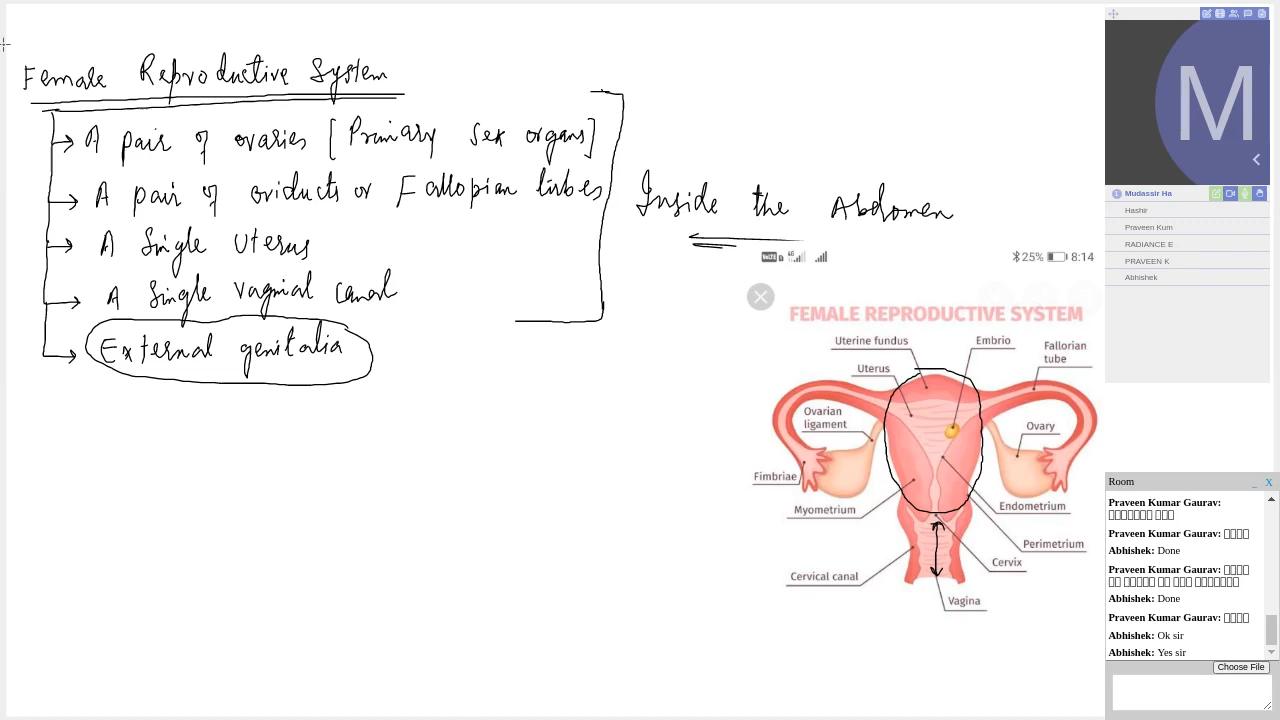 Female Reproductive System
A pair of ovaries [Primary sex organs]
A pair of oviducts or Fallopian tubes
A single uterus
A single vaginal canal
External genitalia
Inside the Abdomen
25% 8:14
FEMALE REPRODUCTIVE SYSTEM
Uterine fundus
Embrio
Fallorian
tube
Uterus
Ovarian
ligament
Ovary
Fimbriae
Myometrium
Endometrium
Perimetrium
Cervix
Cervical canal
Vagina
M
Mudassir Ha
Hashir
Praveen Kum
RADIANCE E
PRAVEEN K
Abhishek
Room _ X
Praveen Kumar Gaurav:
Praveen Kumar Gaurav:
Abhishek: Done
Praveen Kumar Gaurav:
Abhishek: Done
Praveen Kumar Gaurav:
Abhishek: Ok sir
Abhishek: Yes sir
Choose File